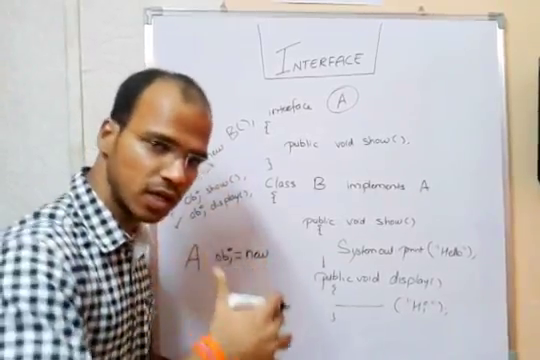 INTERFACE
interface A
{
public void show();
}
Class B implements A
{
public void show()
{
System.out.print("Hello");
}
public void display()
{
("Hi");
}
new B();
obj.show();
obj.display();
A obj = new